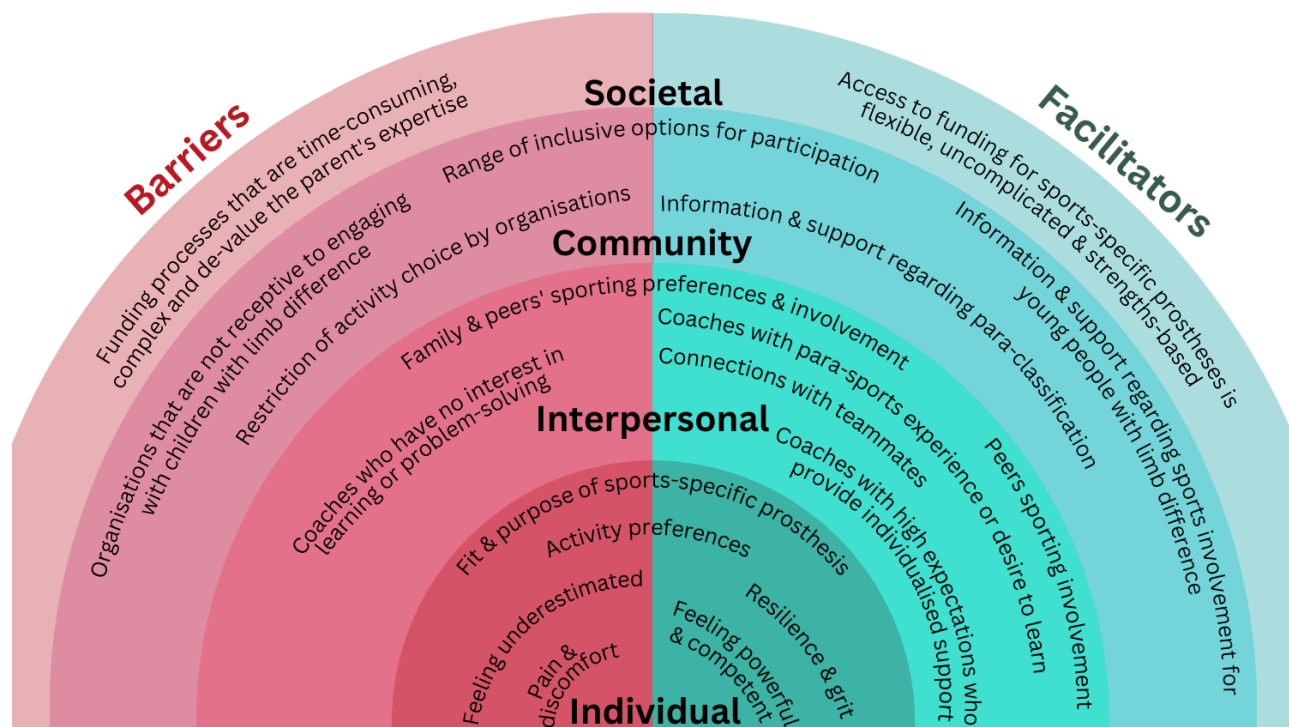 Barriers
Facilitators
Societal
Funding processes that are time-consuming,
complex and de-value the parent's expertise
Access to funding for sports-specific prostheses is
flexible, uncomplicated & strengths-based
Range of inclusive options for participation
Organisations that are not receptive to engaging
with children with limb difference
Restriction of activity choice by organisations
Information & support regarding sports involvement for
young people with limb difference
Information & support regarding para-classification
Community
Family & peers' sporting preferences & involvement
Coaches who have no interest in
learning or problem-solving
Coaches with para-sports experience or desire to learn
Connections with teammates
Peers sporting involvement
Coaches with high expectations who
provide individualised support
Interpersonal
Fit & purpose of sports-specific prosthesis
Activity preferences
Feeling underestimated
Pain &
discomfort
Resilience & grit
Feeling powerful
& competent
Individual